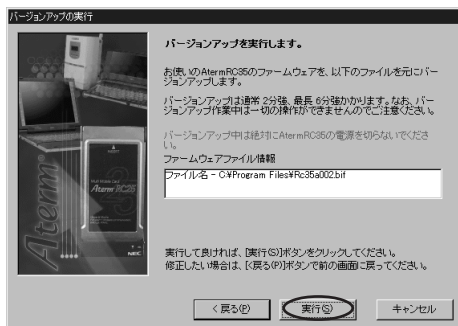 バージョンアップの実行
バージョンアップを実行します。
お使いのAtermRC35のファームウェアを、以下のファイルを元にバー
ジョンアップします。
バージョンアップは通常 2分強、最長 6分強かかります。なお、バー
ジョンアップ作業中は一切の操作ができませんのでご注意ください。
バージョンアップ中は絶対にAtermRC35の電源を切らないでくださ
い。
ファームウェアファイル情報
ファイル名 - C:¥Program Files¥Rc35a002.bif
実行して良ければ、[実行(S)]ボタンをクリックしてください。
修正したい場合は、[<戻る(P)]ボタンで前の画面に戻ってください。
Aterm RC35
NEC
Aterm
< 戻る(P)
実行(S)
キャンセル